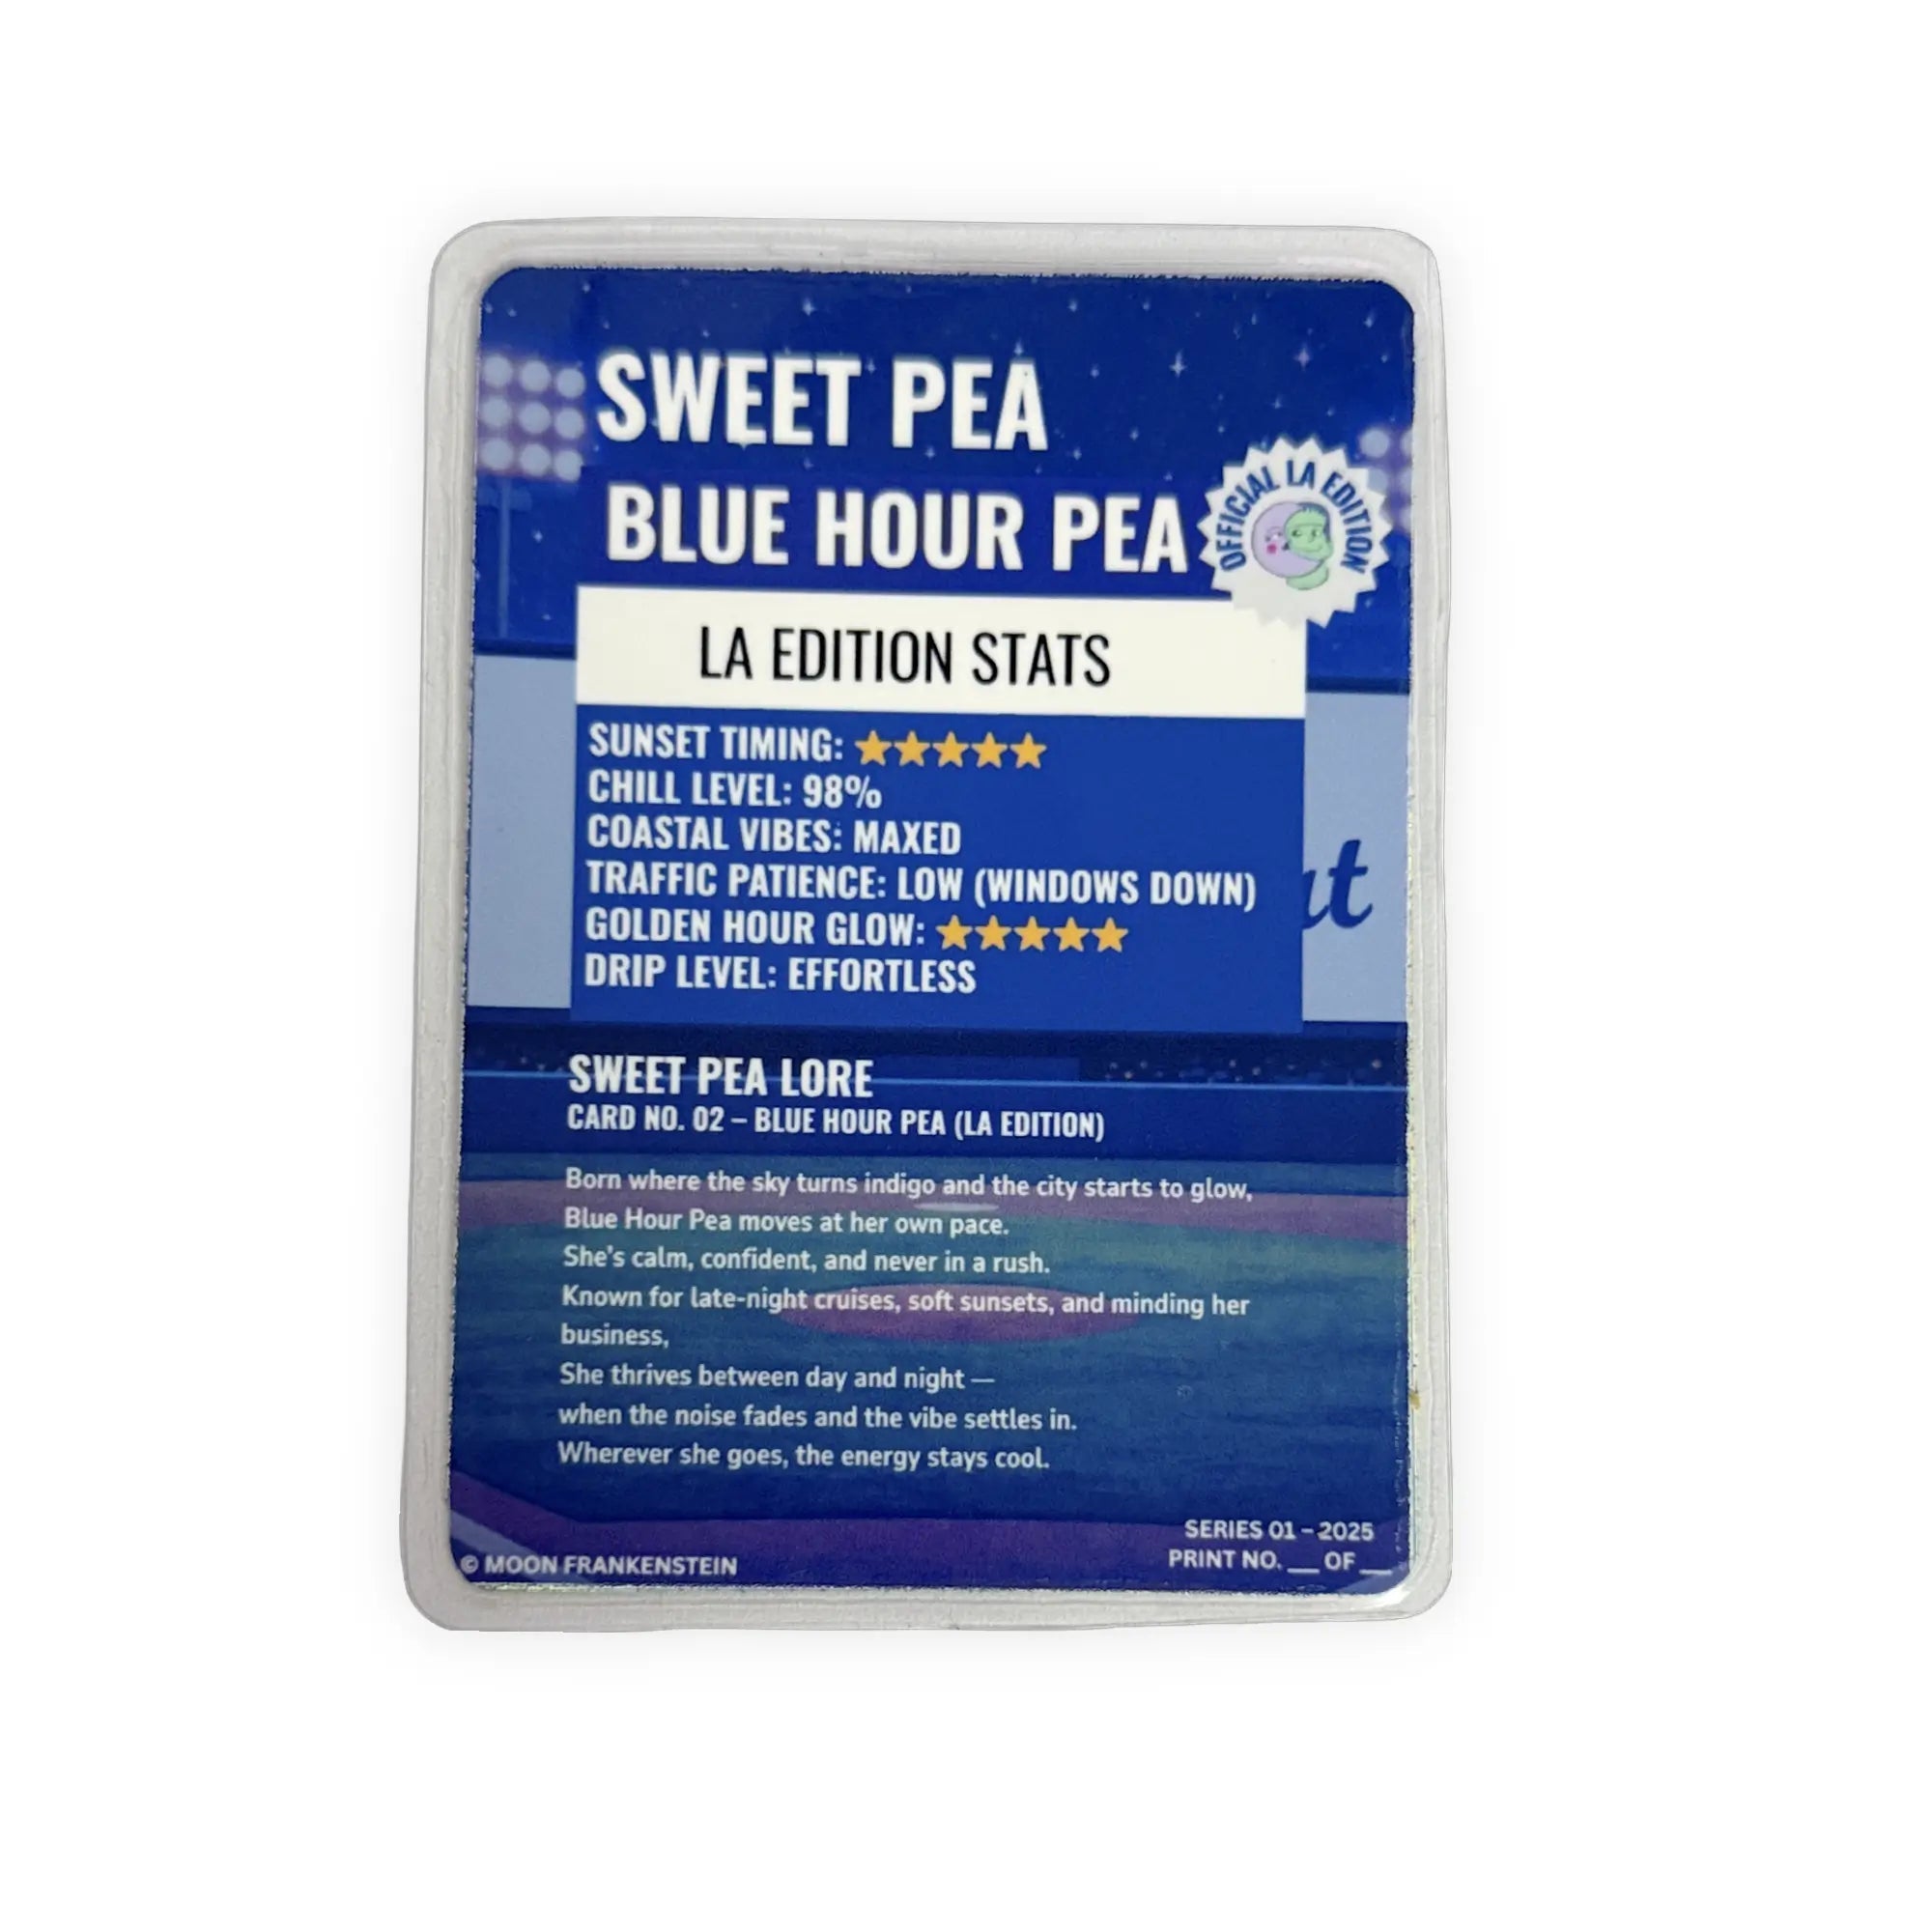 SWEET PEA
BLUE HOUR PEA
OFFICIAL LA EDITION
LA EDITION STATS
SUNSET TIMING: ★★★★★
CHILL LEVEL: 98%
COASTAL VIBES: MAXED
TRAFFIC PATIENCE: LOW (WINDOWS DOWN)
GOLDEN HOUR GLOW: ★★★★★
DRIP LEVEL: EFFORTLESS
SWEET PEA LORE
CARD NO. 02 – BLUE HOUR PEA (LA EDITION)
Born where the sky turns indigo and the city starts to glow,
Blue Hour Pea moves at her own pace.
She's calm, confident, and never in a rush.
Known for late-night cruises, soft sunsets, and minding her
business,
She thrives between day and night —
when the noise fades and the vibe settles in.
Wherever she goes, the energy stays cool.
SERIES 01 – 2025
PRINT NO. __ OF __
© MOON FRANKENSTEIN